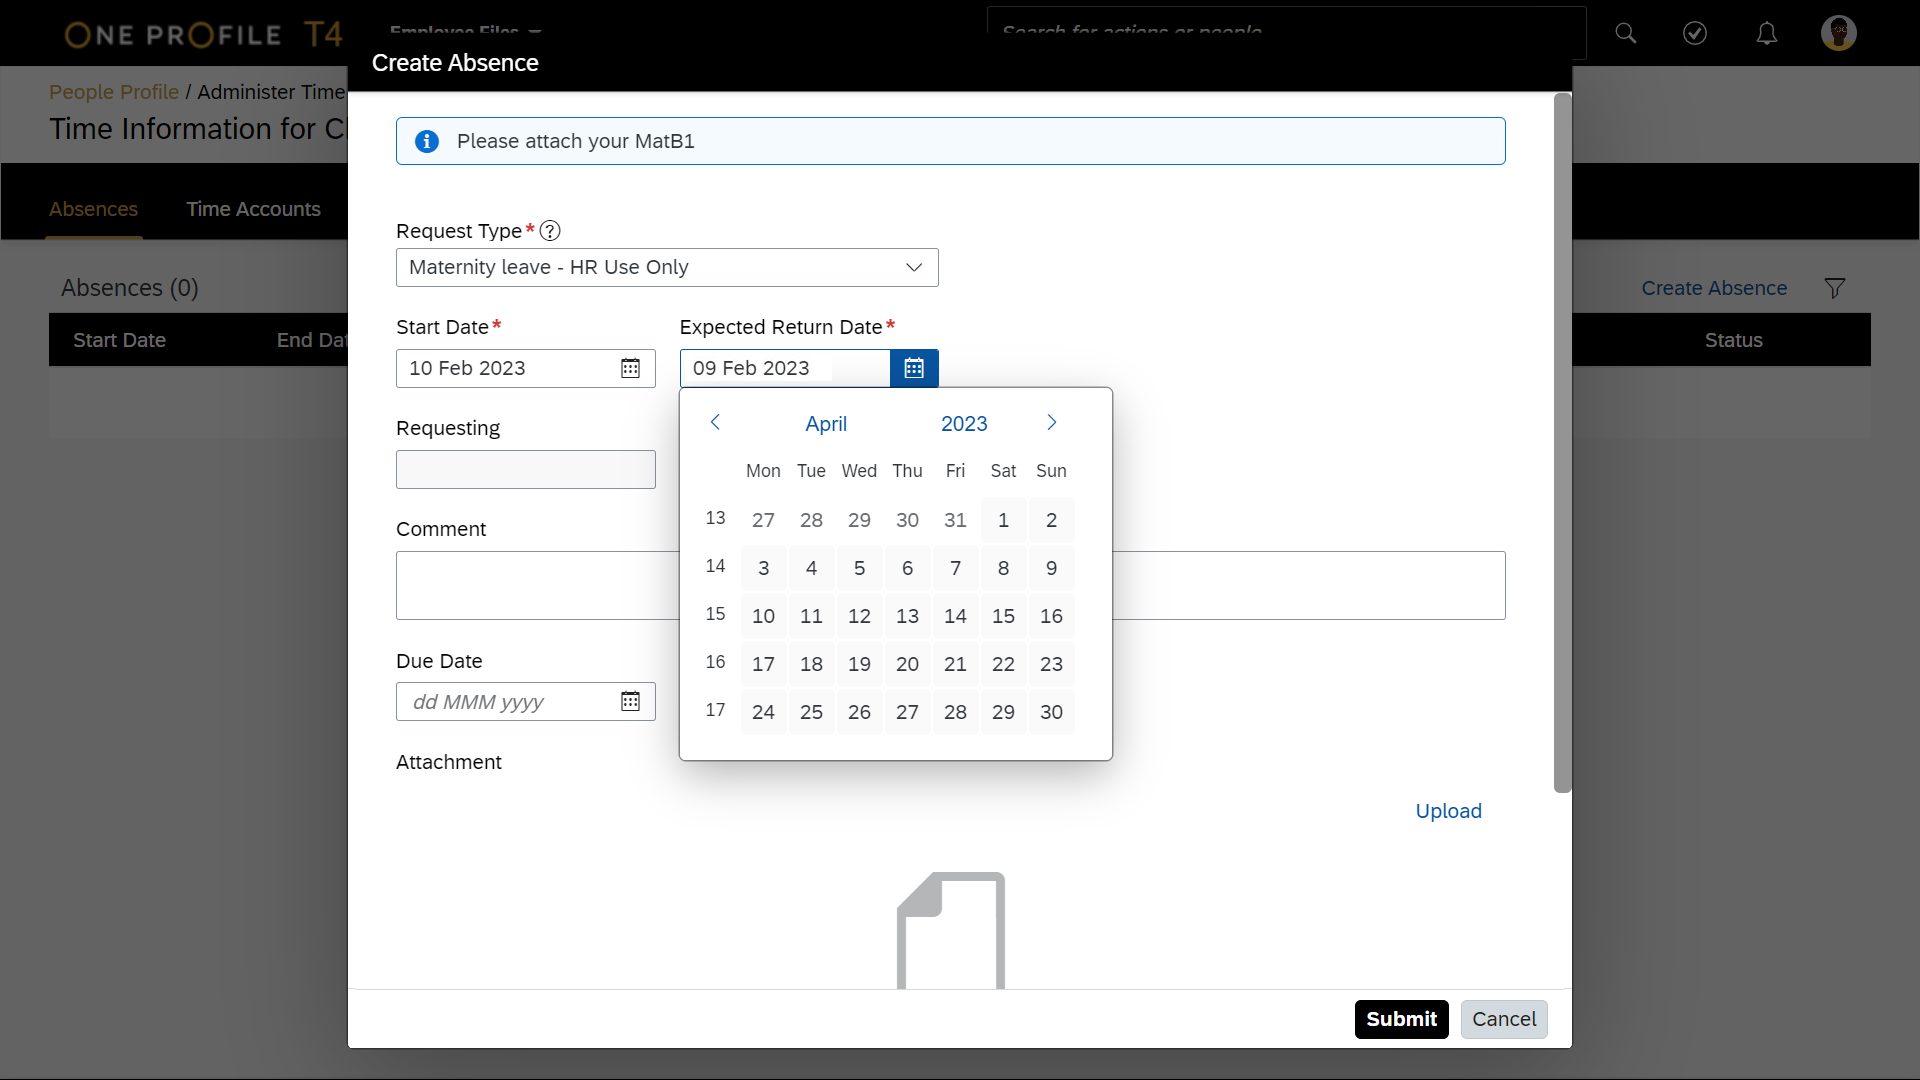 ONE PROFILE T4
Employee Files
Search for actions or people
Create Absence
People Profile / Administer Time
Time Information for
Please attach your MatB1
Absences
Time Accounts
Request Type*
Maternity leave - HR Use Only
Absences (0)
Create Absence
Start Date
End Dat
Status
Start Date*
Expected Return Date*
10 Feb 2023
09 Feb 2023
April 2023
Requesting
Mon Tue Wed Thu Fri Sat Sun
13 27 28 29 30 31 1 2
Comment
14 3 4 5 6 7 8 9
15 10 11 12 13 14 15 16
Due Date
16 17 18 19 20 21 22 23
dd MMM yyyy
17 24 25 26 27 28 29 30
Attachment
Upload
Submit
Cancel